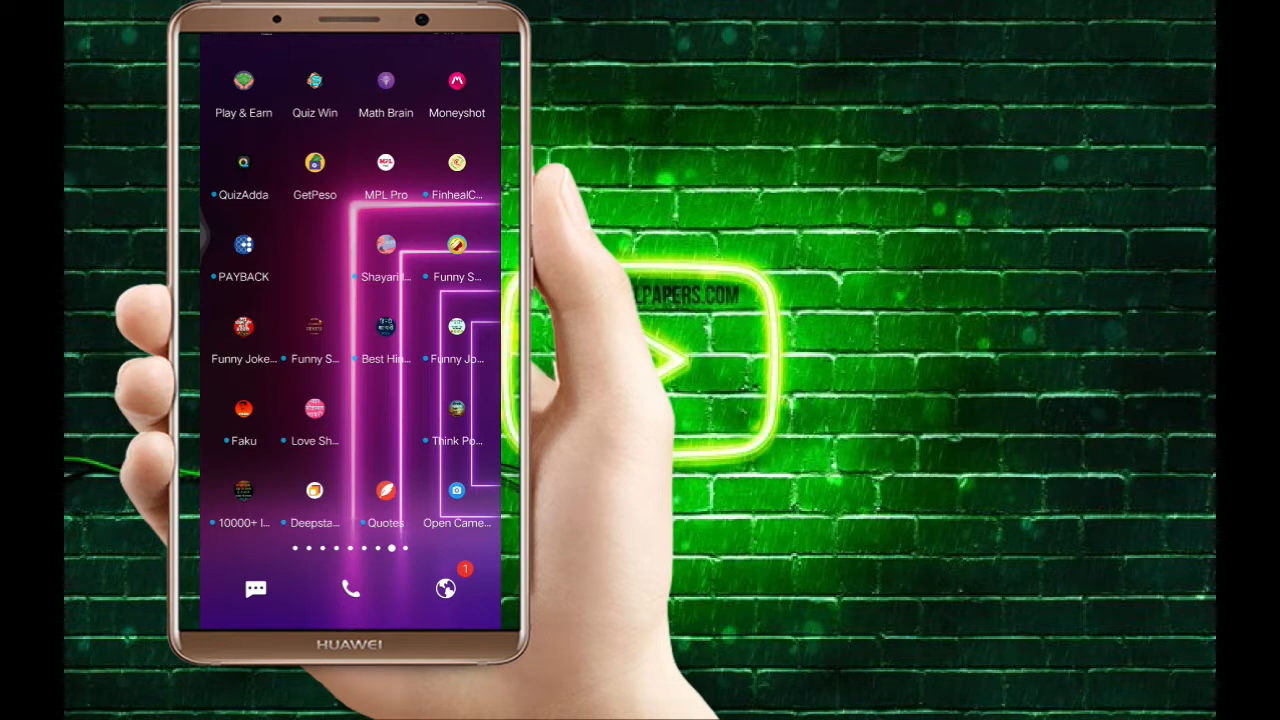 Play & Earn Quiz Win Math Brain Moneyshot
QuizAdda GetPeso MPL Pro FinhealC...
PAYBACK Shayari I... Funny S...
Funny Joke... Funny S... Best Hin... Funny Jo...
Faku Love Sh... Think Po...
10000+ I... Deepsta... Quotes Open Came...
1
HUAWEI
LPAPERS.COM